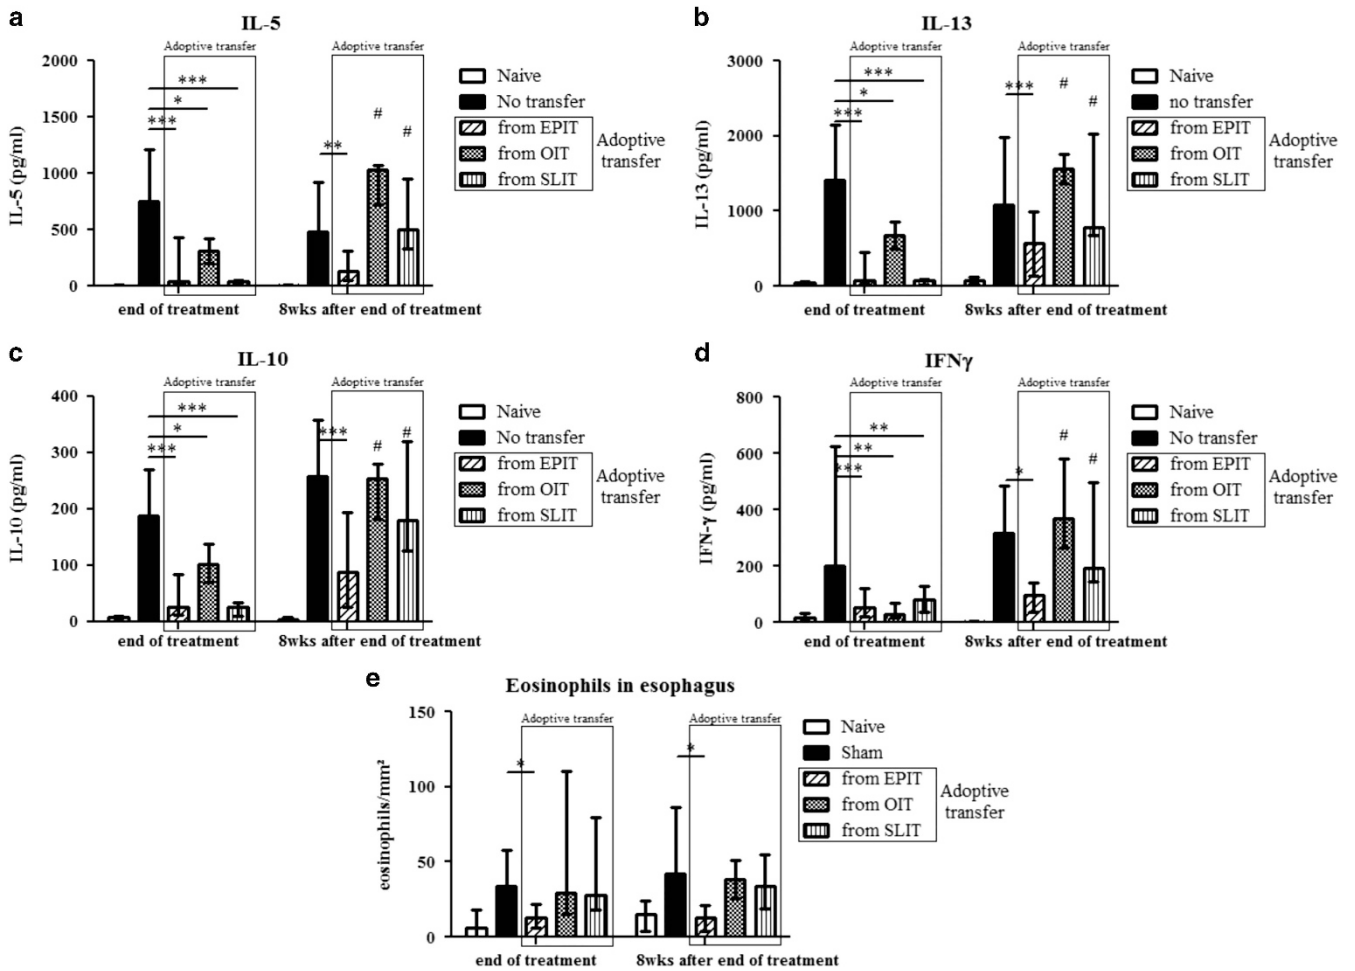 a
IL-5
Adoptive transfer
Adoptive transfer
IL-5 (pg/ml)
2000
1500
1000
500
0
***
*
***
**
#
#
end of treatment
8wks after end of treatment
Naive
No transfer
from EPIT
from OIT
from SLIT
Adoptive
transfer
b
IL-13
Adoptive transfer
Adoptive transfer
IL-13 (pg/ml)
3000
2000
1000
0
***
*
***
***
#
#
end of treatment
8wks after end of treatment
Naive
no transfer
from EPIT
from OIT
from SLIT
Adoptive
transfer
c
IL-10
Adoptive transfer
Adoptive transfer
IL-10 (pg/ml)
400
300
200
100
0
***
*
***
***
#
#
end of treatment
8wks after end of treatment
Naive
No transfer
from EPIT
from OIT
from SLIT
Adoptive
transfer
d
IFNγ
Adoptive transfer
Adoptive transfer
IFN-γ (pg/ml)
800
600
400
200
0
**
**
***
*
#
#
end of treatment
8wks after end of treatment
Naive
No transfer
from EPIT
from OIT
from SLIT
Adoptive
transfer
e
Eosinophils in esophagus
Adoptive transfer
Adoptive transfer
eosinophils/mm²
150
100
50
0
*
*
end of treatment
8wks after end of treatment
Naive
Sham
from EPIT
from OIT
from SLIT
Adoptive
transfer